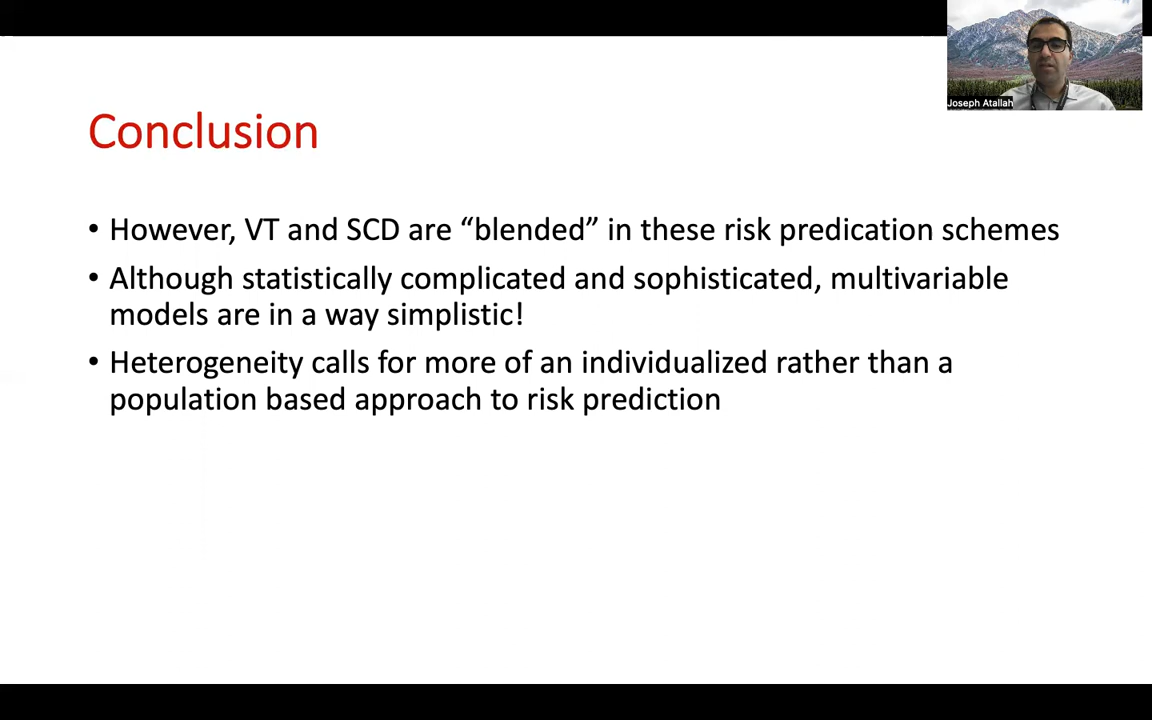 Joseph Atallah
Conclusion
• However, VT and SCD are “blended” in these risk predication schemes
• Although statistically complicated and sophisticated, multivariable
models are in a way simplistic!
• Heterogeneity calls for more of an individualized rather than a
population based approach to risk prediction